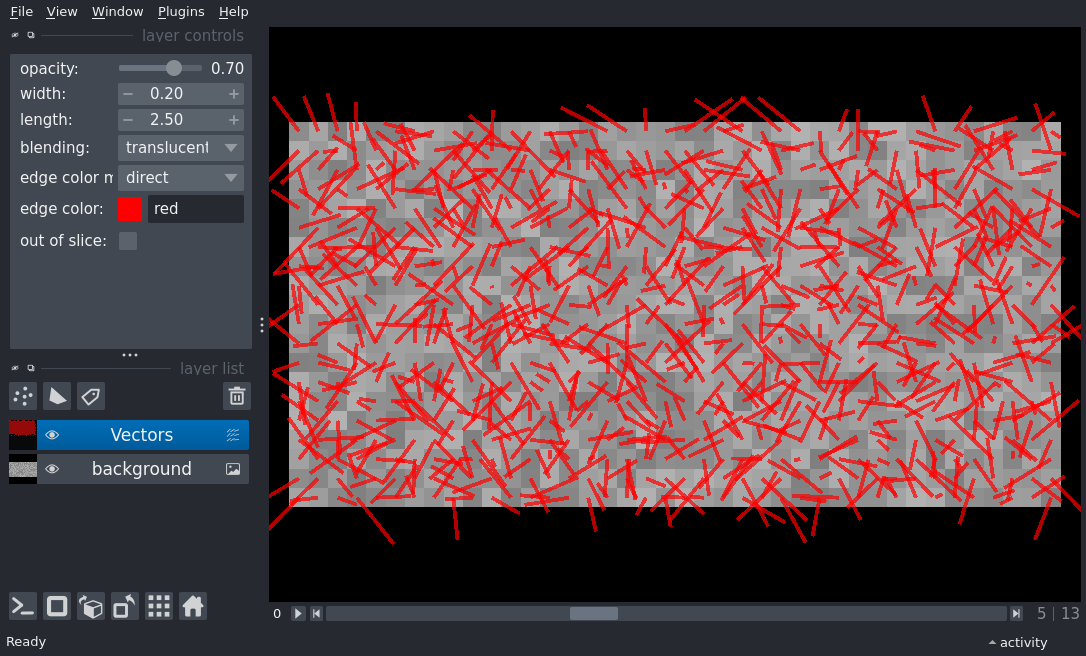 File View Window Plugins Help
layer controls
opacity: 0.70
width: 0.20
length: 2.50
blending: translucent
edge color m direct
edge color: red
out of slice:
layer list
Vectors
background
0 5 | 13
Ready activity